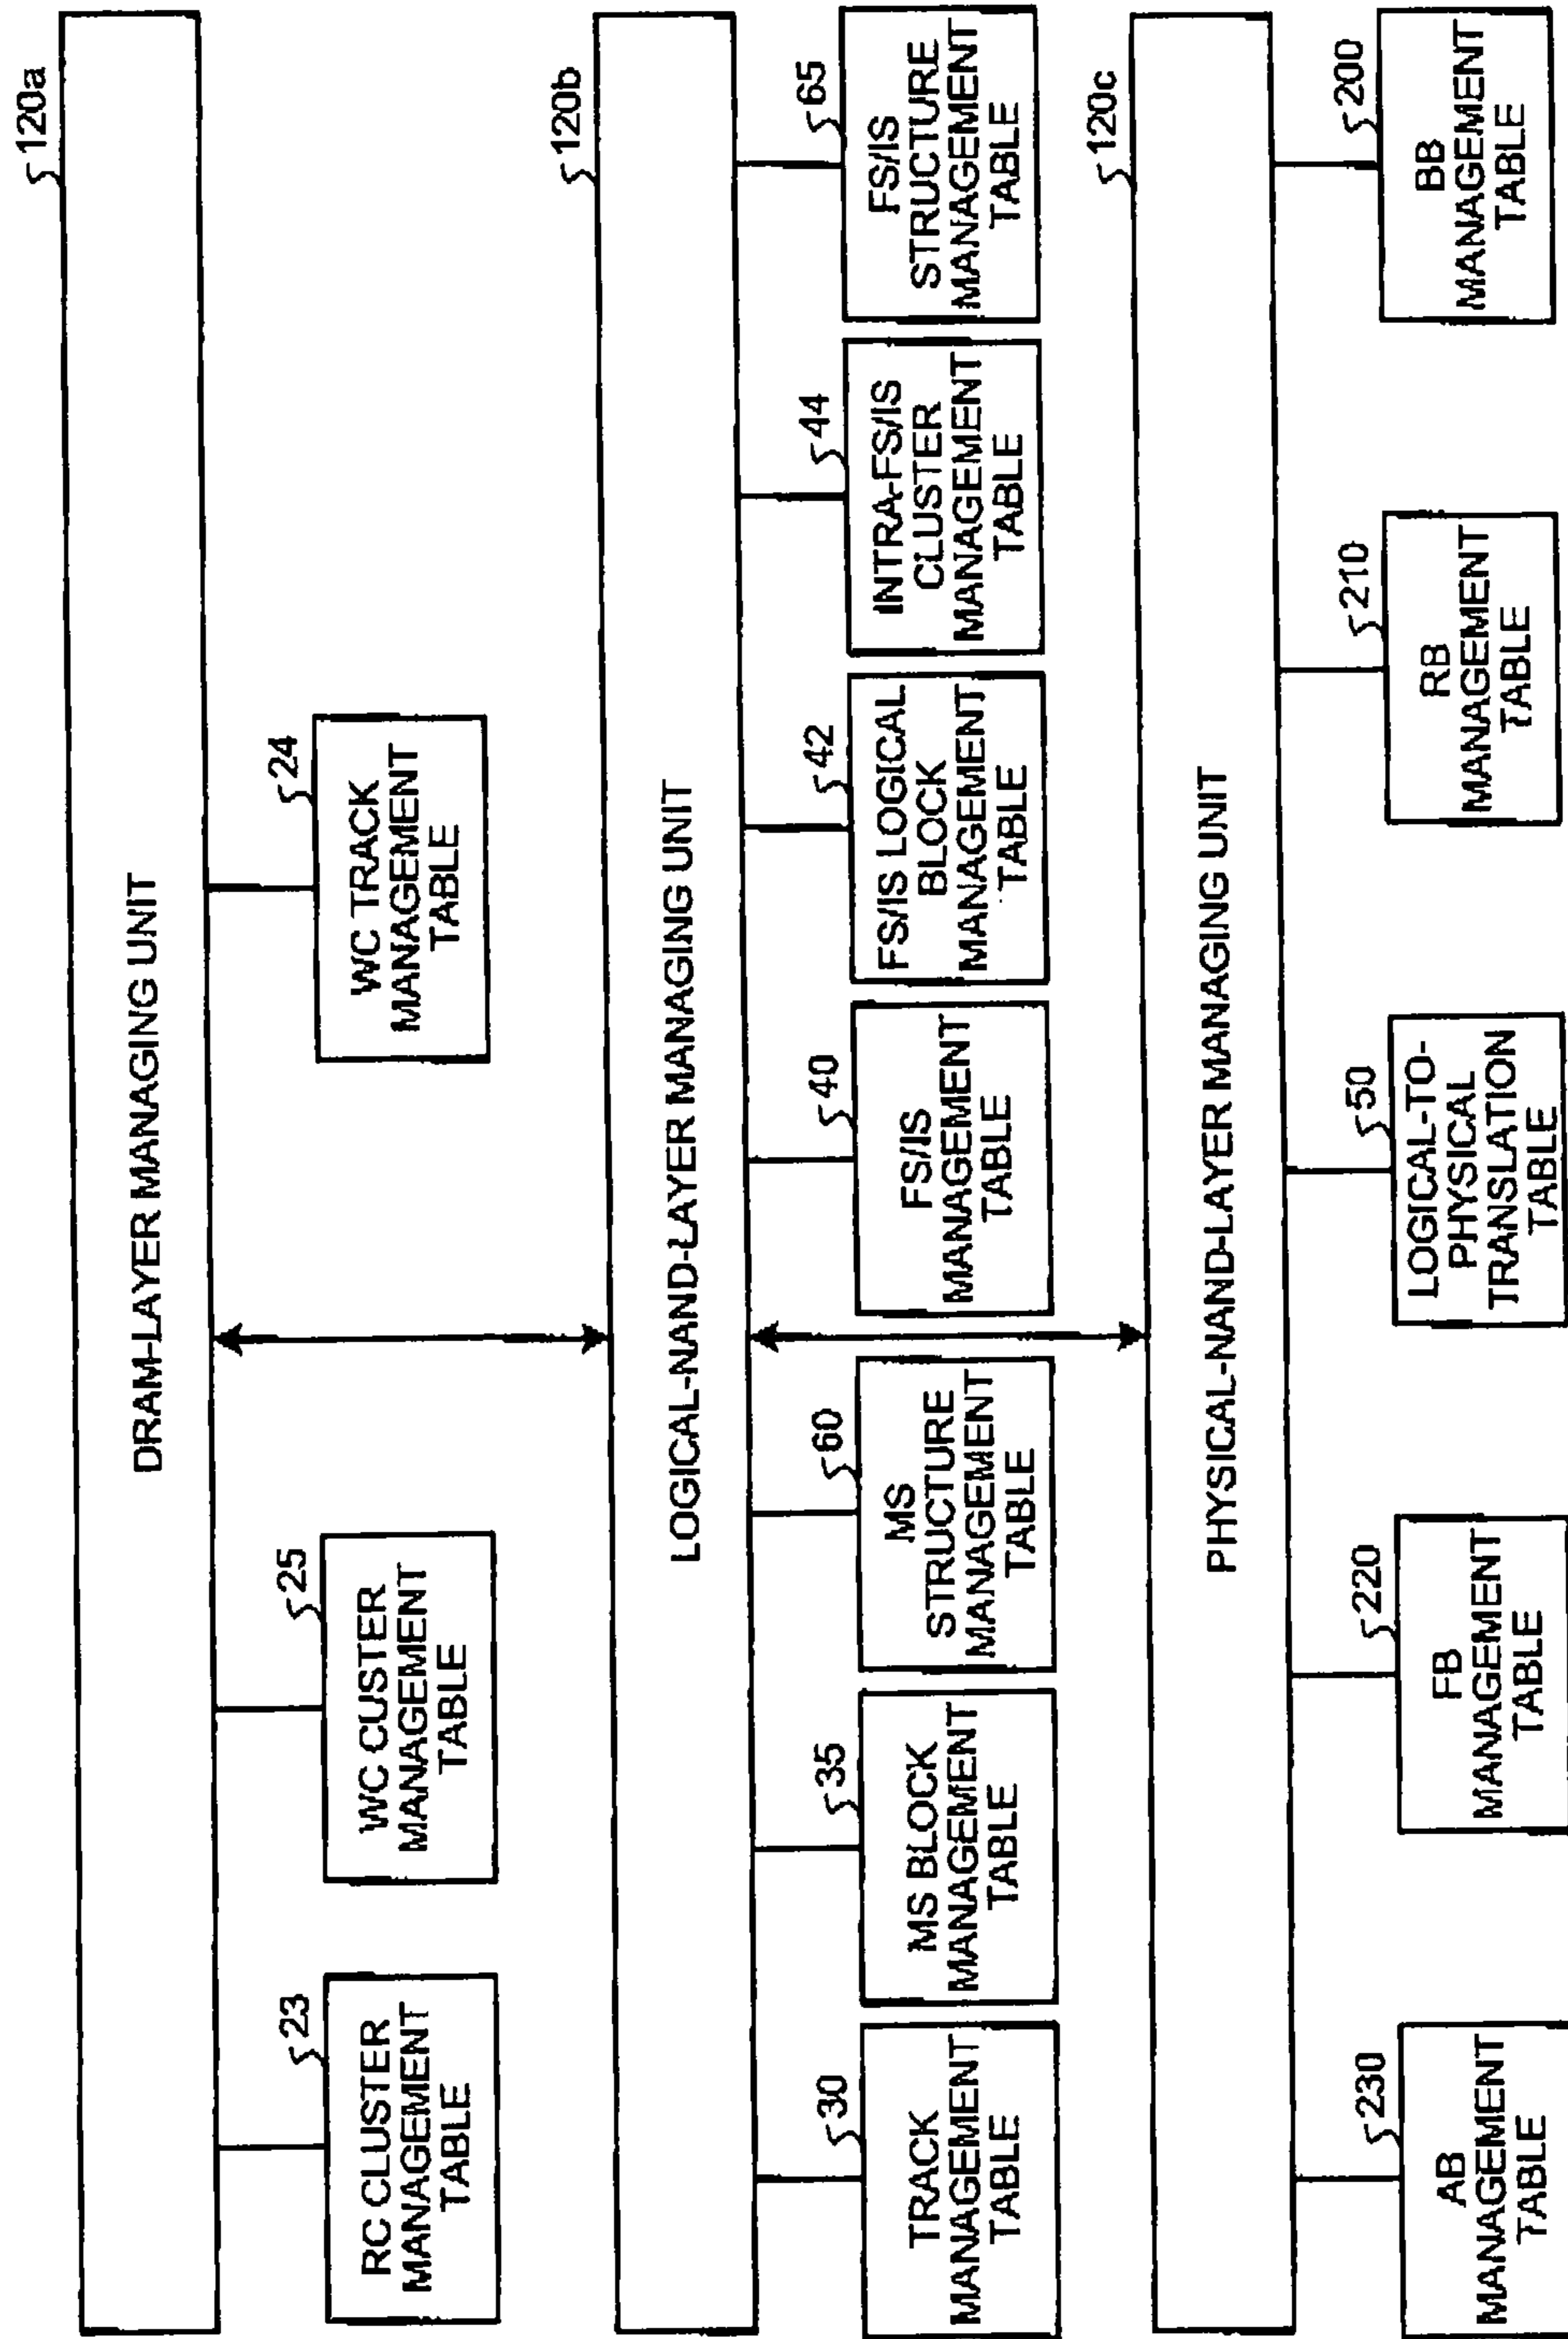 120a
DRAM-LAYER MANAGING UNIT
23
RC CLUSTER
MANAGEMENT
TABLE
25
WC CUSTER
MANAGEMENT
TABLE
24
WC TRACK
MANAGEMENT
TABLE
120b
LOGICAL-NAND-LAYER MANAGING UNIT
30
TRACK
MANAGEMENT
TABLE
35
MS BLOCK
MANAGEMENT
TABLE
60
MS
STRUCTURE
MANAGEMENT
TABLE
40
FS/IS
MANAGEMENT
TABLE
42
FS/IS LOGICAL
BLOCK
MANAGEMENT
TABLE
44
INTRA-FS/IS
CLUSTER
MANAGEMENT
TABLE
65
FS/IS
STRUCTURE
MANAGEMENT
TABLE
120c
PHYSICAL-NAND-LAYER MANAGING UNIT
230
AB
MANAGEMENT
TABLE
220
FB
MANAGEMENT
TABLE
50
LOGICAL-TO-
PHYSICAL
TRANSLATION
TABLE
210
RB
MANAGEMENT
TABLE
200
BB
MANAGEMENT
TABLE